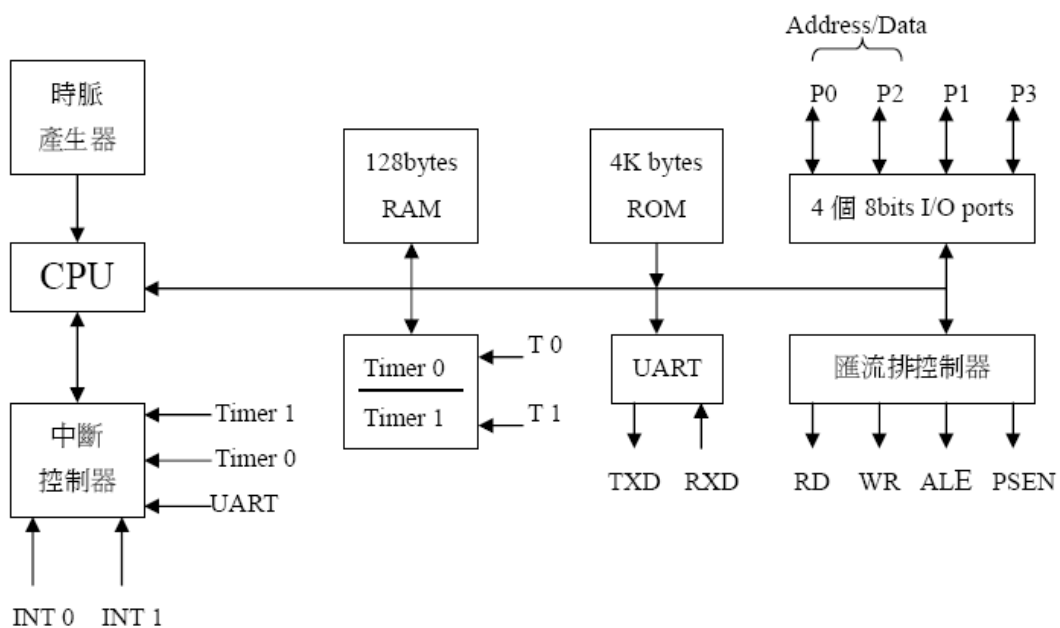 Address/Data
P0 P2 P1 P3
時脈
產生器
128bytes
RAM
4K bytes
ROM
4 個 8bits I/O ports
CPU
Timer 0
Timer 1
T 0
T 1
UART
匯流排控制器
中斷
控制器
Timer 1
Timer 0
UART
TXD RXD
RD WR ALE PSEN
INT 0 INT 1